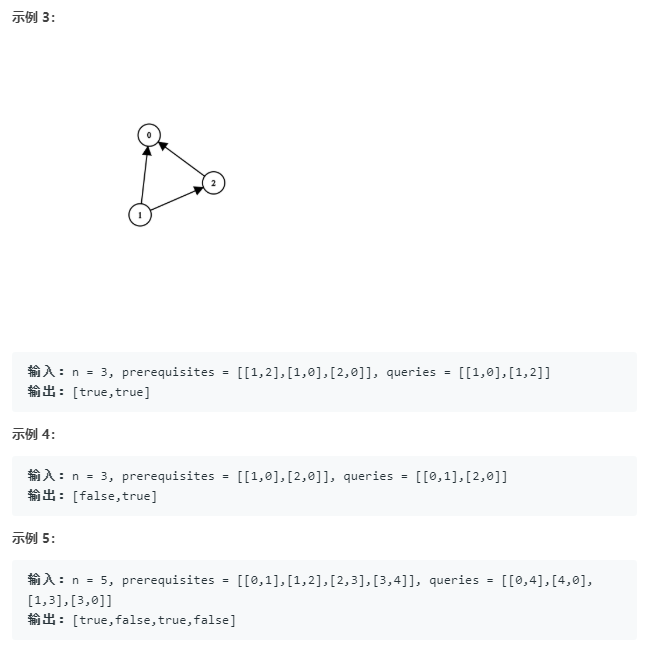 示例 3:
0
2
1
输入: n = 3, prerequisites = [[1,2],[1,0],[2,0]], queries = [[1,0],[1,2]]
输出: [true,true]
示例 4:
输入: n = 3, prerequisites = [[1,0],[2,0]], queries = [[0,1],[2,0]]
输出: [false,true]
示例 5:
输入: n = 5, prerequisites = [[0,1],[1,2],[2,3],[3,4]], queries = [[0,4],[4,0],
[1,3],[3,0]]
输出: [true,false,true,false]